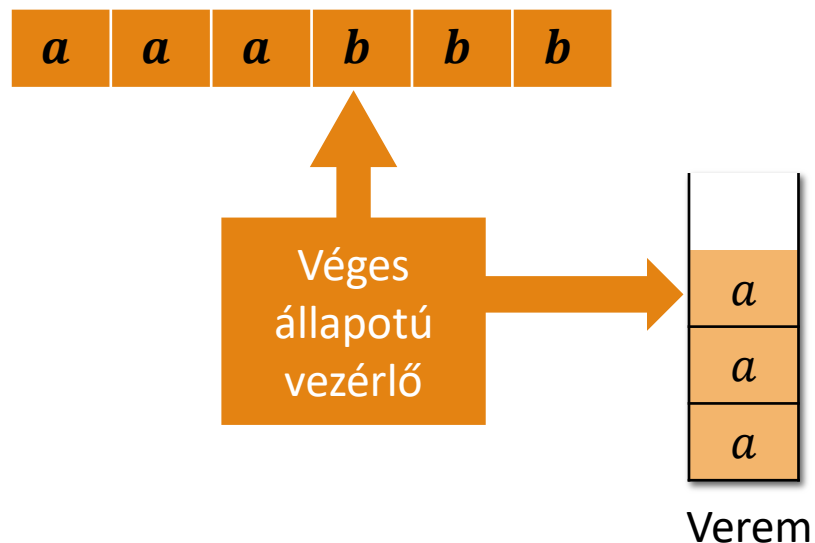 a a a b b b
Véges
állapotú
vezérlő
a
a
a
Verem